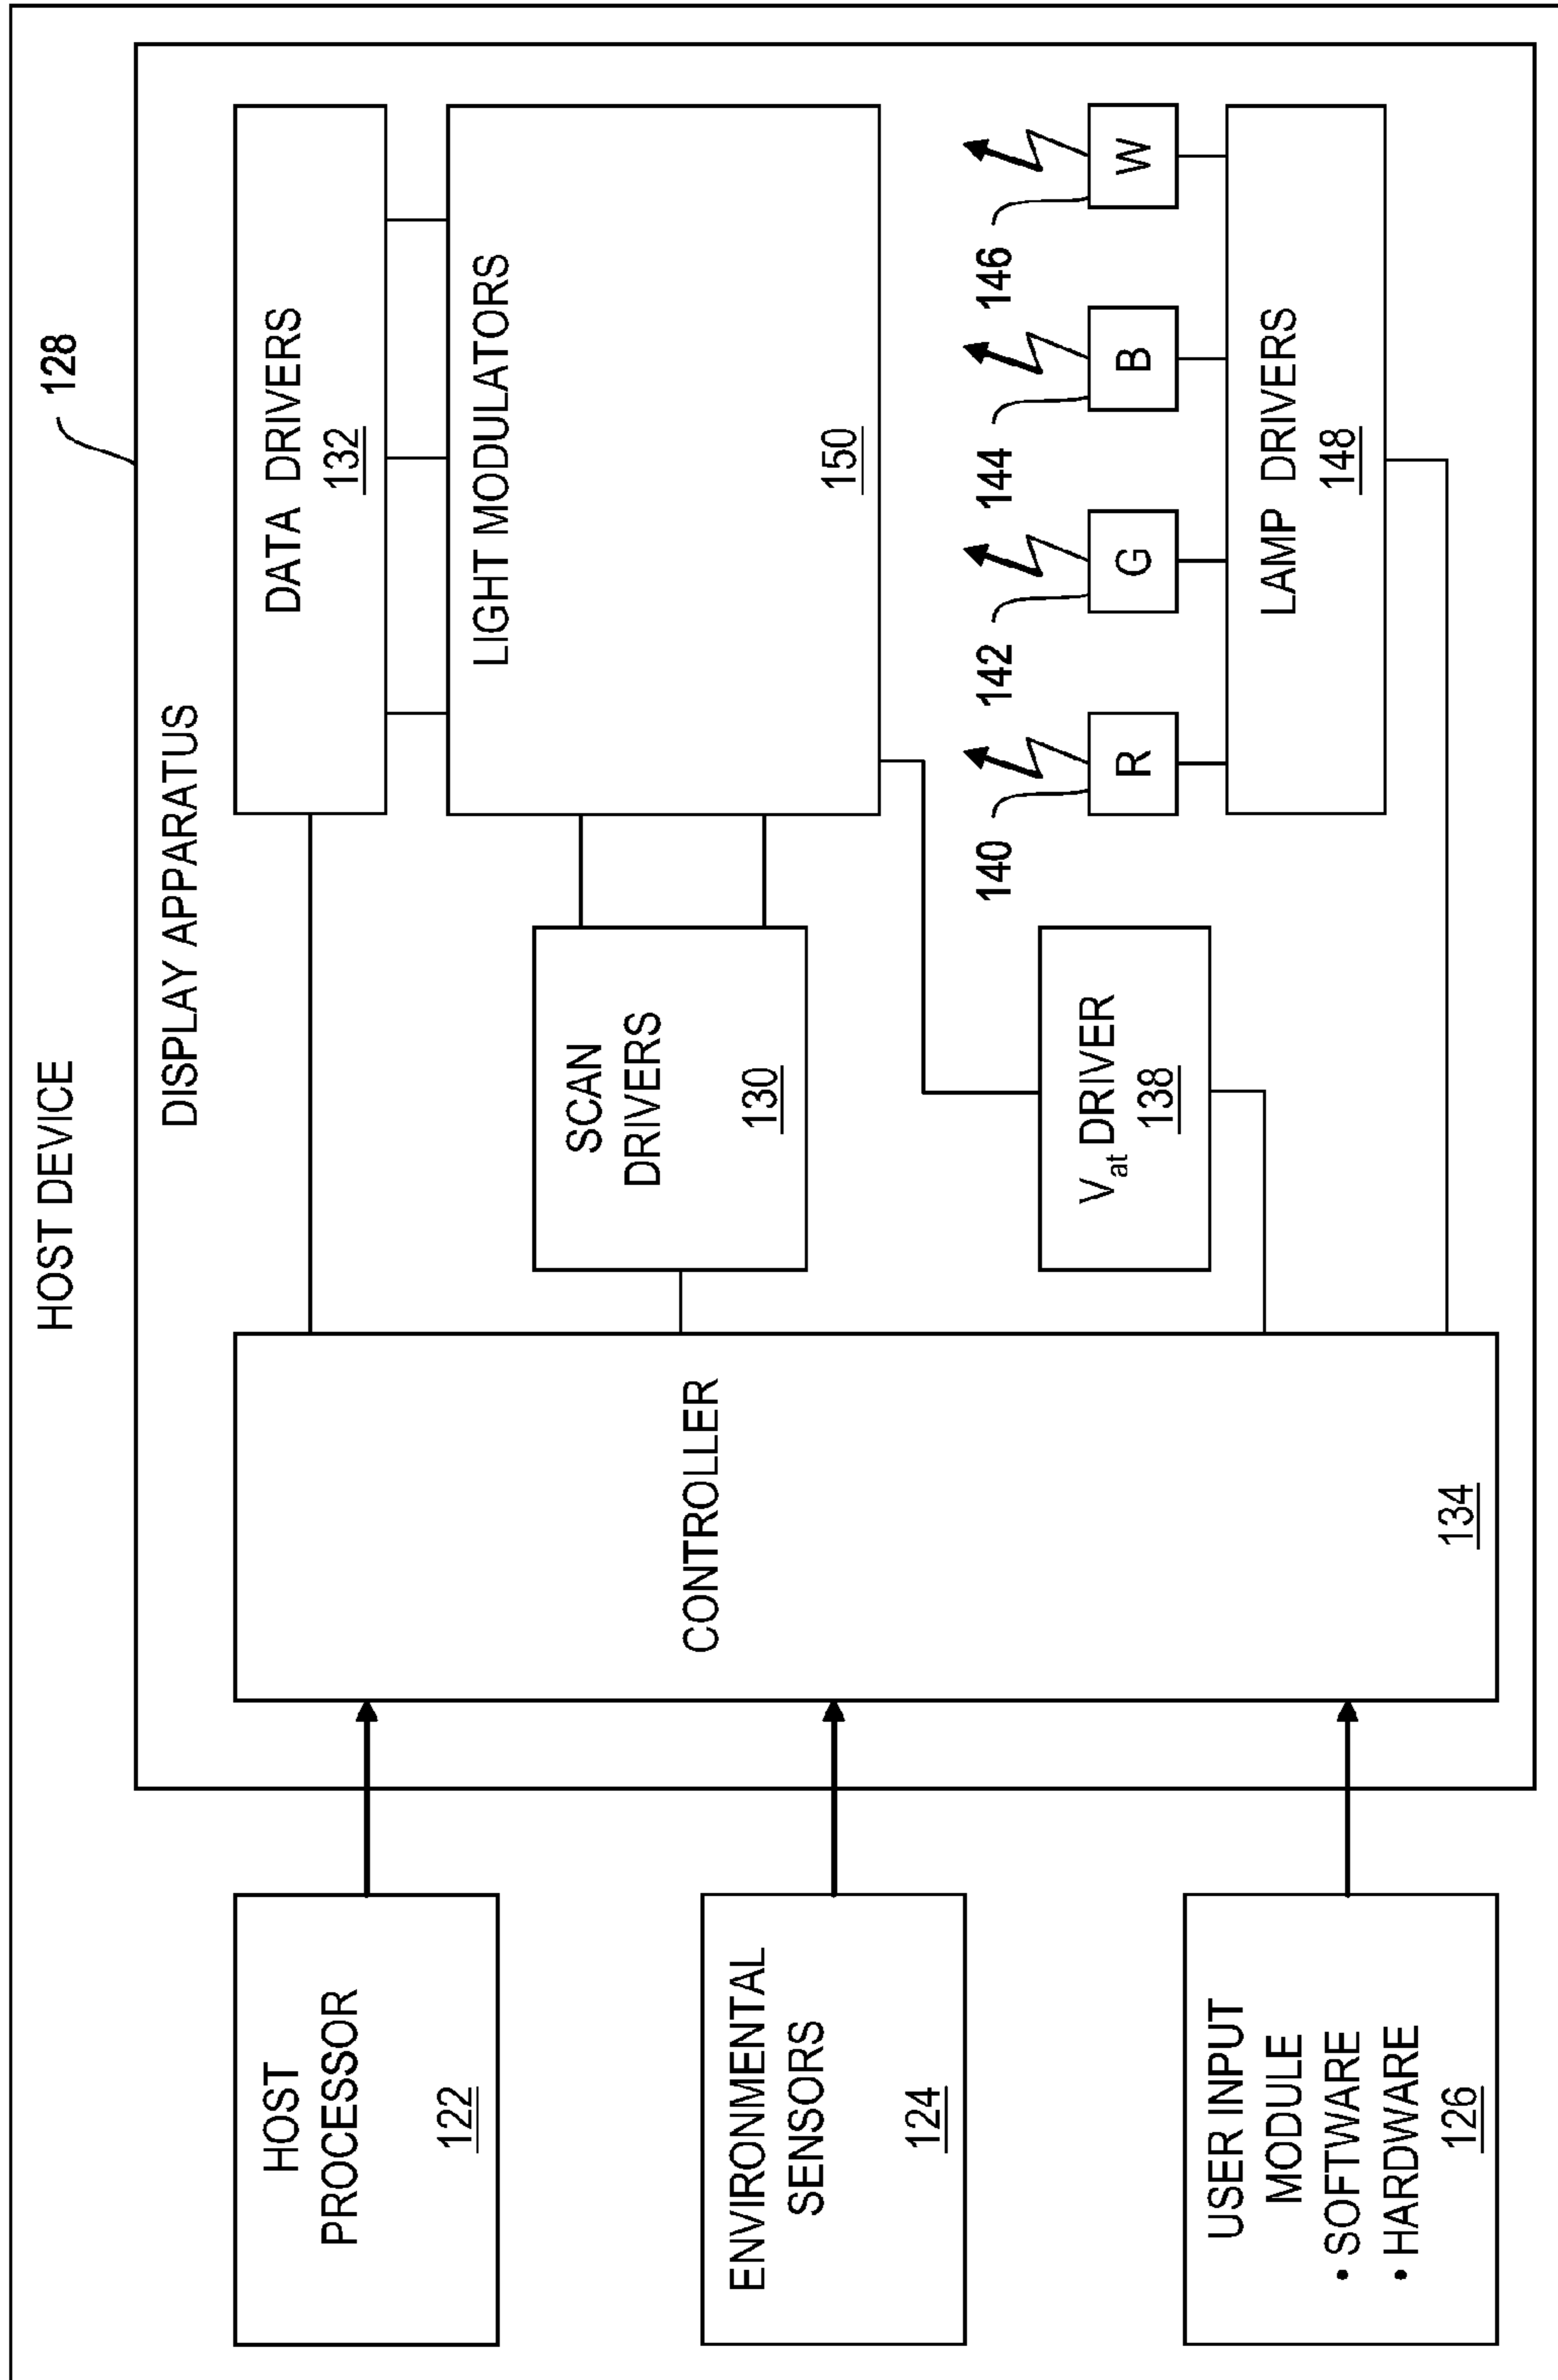 HOST DEVICE
128
DISPLAY APPARATUS
HOST
PROCESSOR
122
ENVIRONMENTAL
SENSORS
124
USER INPUT
MODULE
• SOFTWARE
• HARDWARE
126
CONTROLLER
134
DATA DRIVERS
132
SCAN
DRIVERS
130
LIGHT MODULATORS
150
Vat DRIVER
138
140
142
144
146
R
G
B
W
LAMP DRIVERS
148